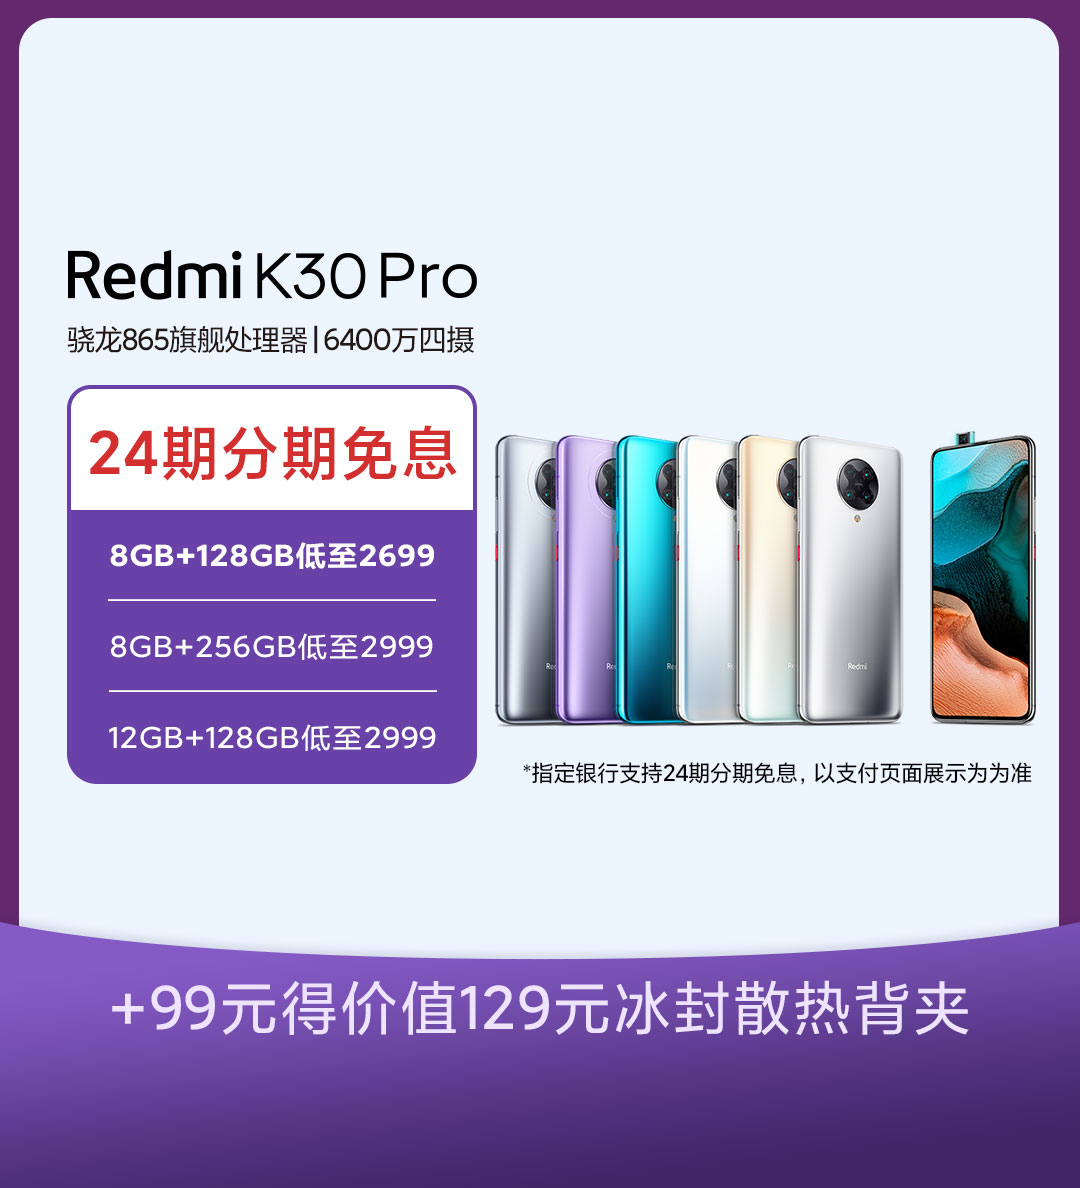 Redmi K30 Pro
骁龙865旗舰处理器|6400万四摄
24期分期免息
8GB+128GB低至2699
8GB+256GB低至2999
12GB+128GB低至2999
Redmi
*指定银行支持24期分期免息，以支付页面展示为为准
+99元得价值129元冰封散热背夹